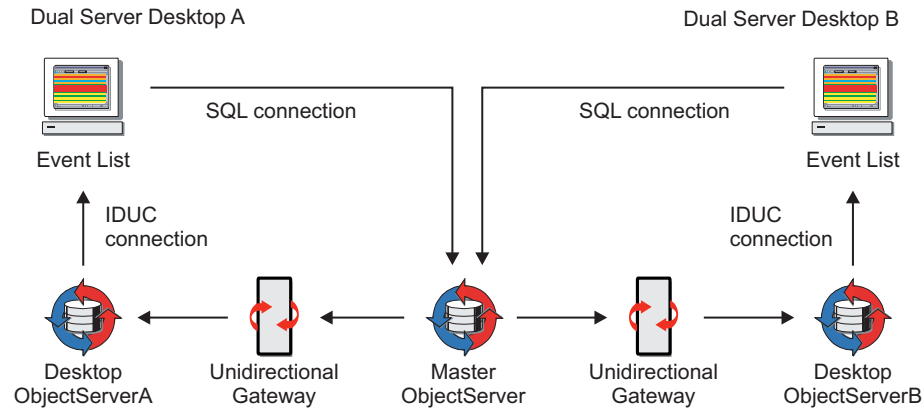 Dual Server Desktop A
Dual Server Desktop B
SQL connection
SQL connection
Event List
Event List
IDUC
connection
IDUC
connection
Desktop
ObjectServerA
Unidirectional
Gateway
Master
ObjectServer
Unidirectional
Gateway
Desktop
ObjectServerB